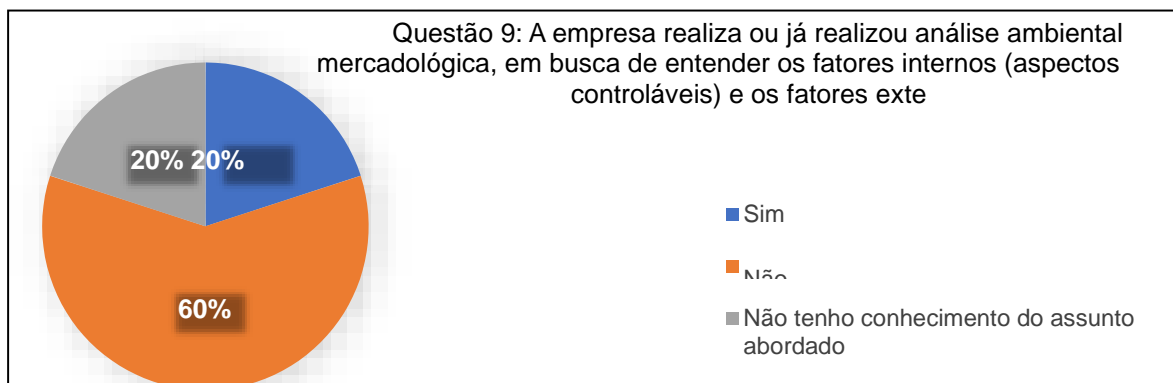 Questão 9: A empresa realiza ou já realizou análise ambiental
mercadológica, em busca de entender os fatores internos (aspectos
controláveis) e os fatores exte
20% 20%
Sim
Não
60%
Não tenho conhecimento do assunto
abordado